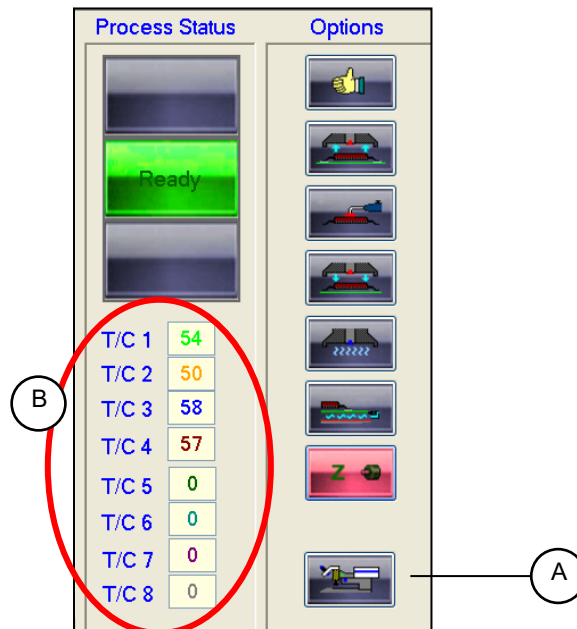 Process Status
Options
Ready
T/C 1 54
T/C 2 50
T/C 3 58
T/C 4 57
T/C 5 0
T/C 6 0
T/C 7 0
T/C 8 0
Z
B
A